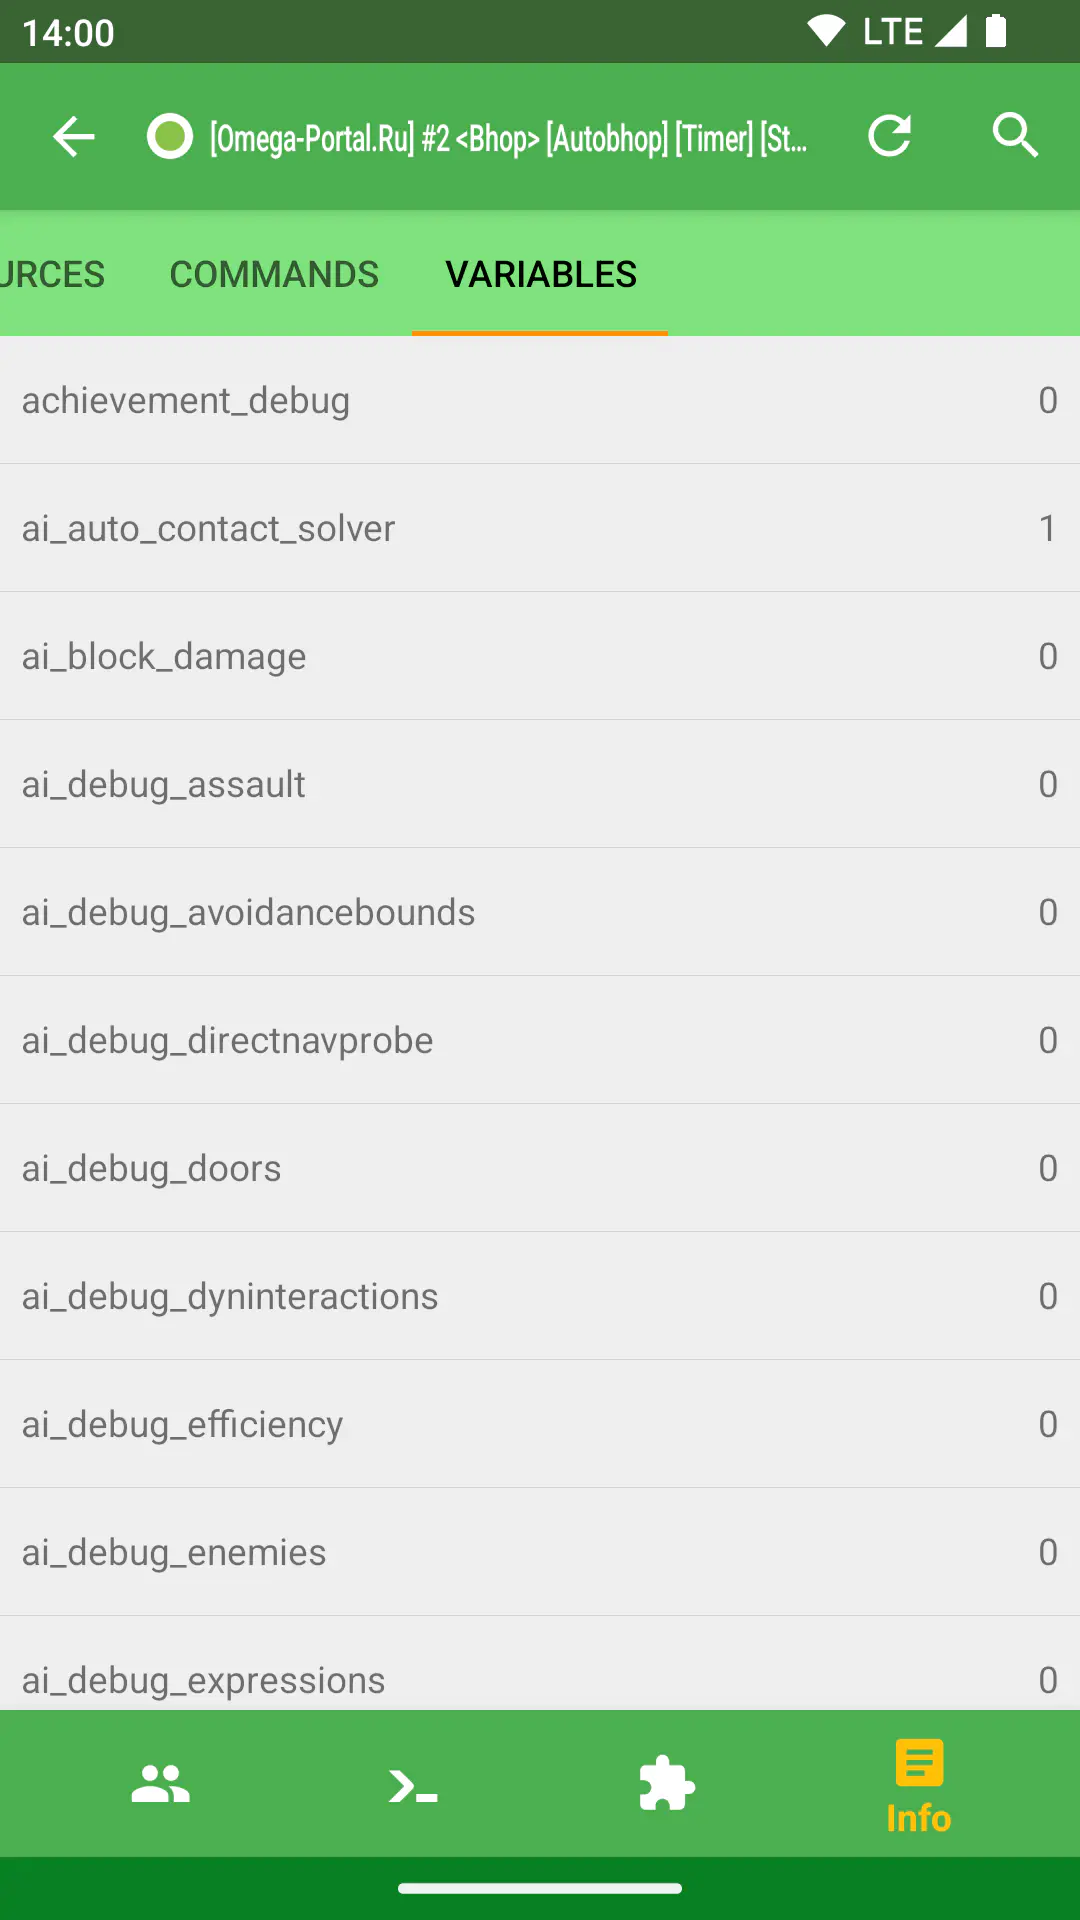 14:00 LTE
[Omega-Portal.Ru] #2 <Bhop> [Autobhop] [Timer] [St...
URCES COMMANDS VARIABLES
achievement_debug 0
ai_auto_contact_solver 1
ai_block_damage 0
ai_debug_assault 0
ai_debug_avoidancebounds 0
ai_debug_directnavprobe 0
ai_debug_doors 0
ai_debug_dyninteractions 0
ai_debug_efficiency 0
ai_debug_enemies 0
ai_debug_expressions 0
Info